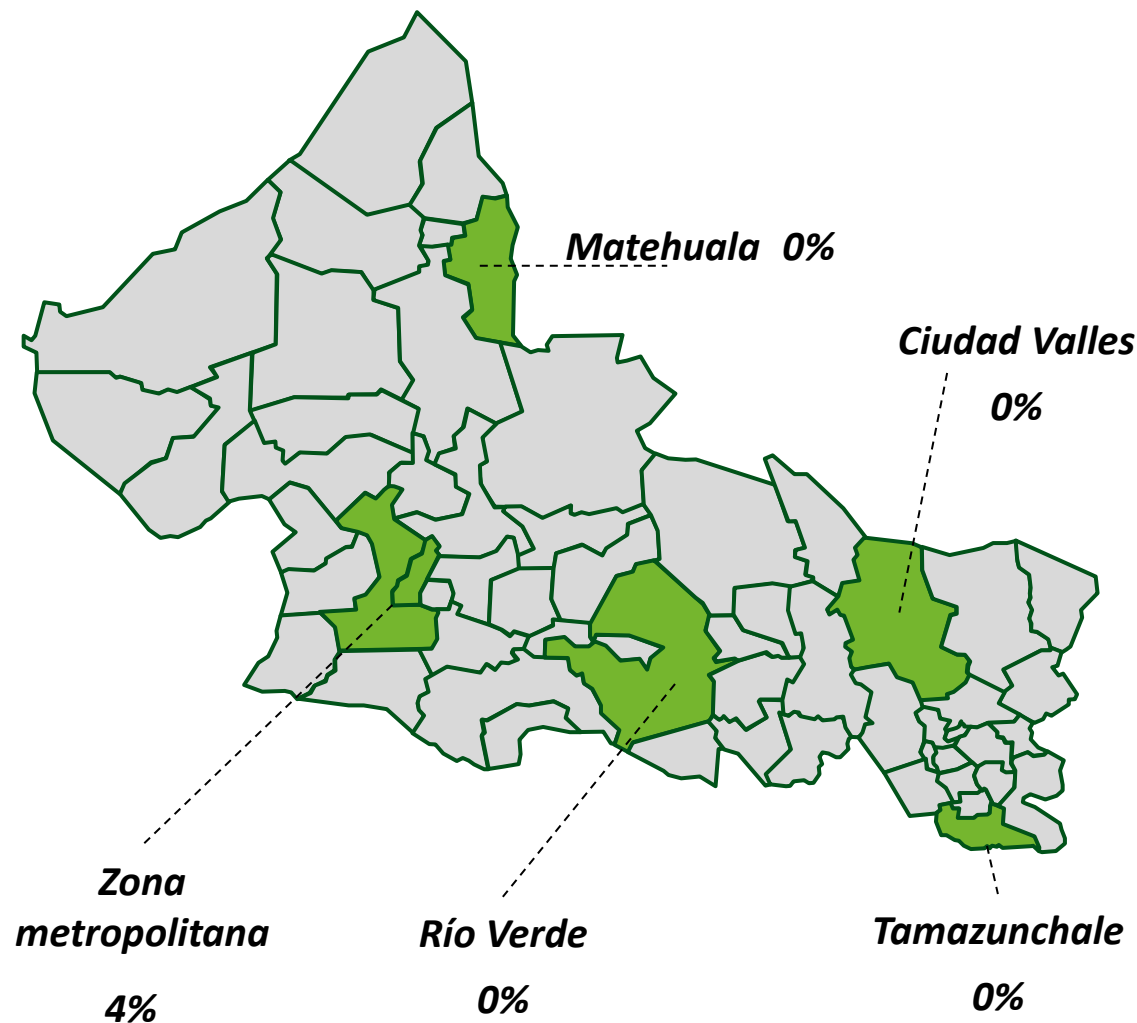 Matehuala 0%
Ciudad Valles
0%
Zona
metropolitana
4%
Río Verde
0%
Tamazunchale
0%